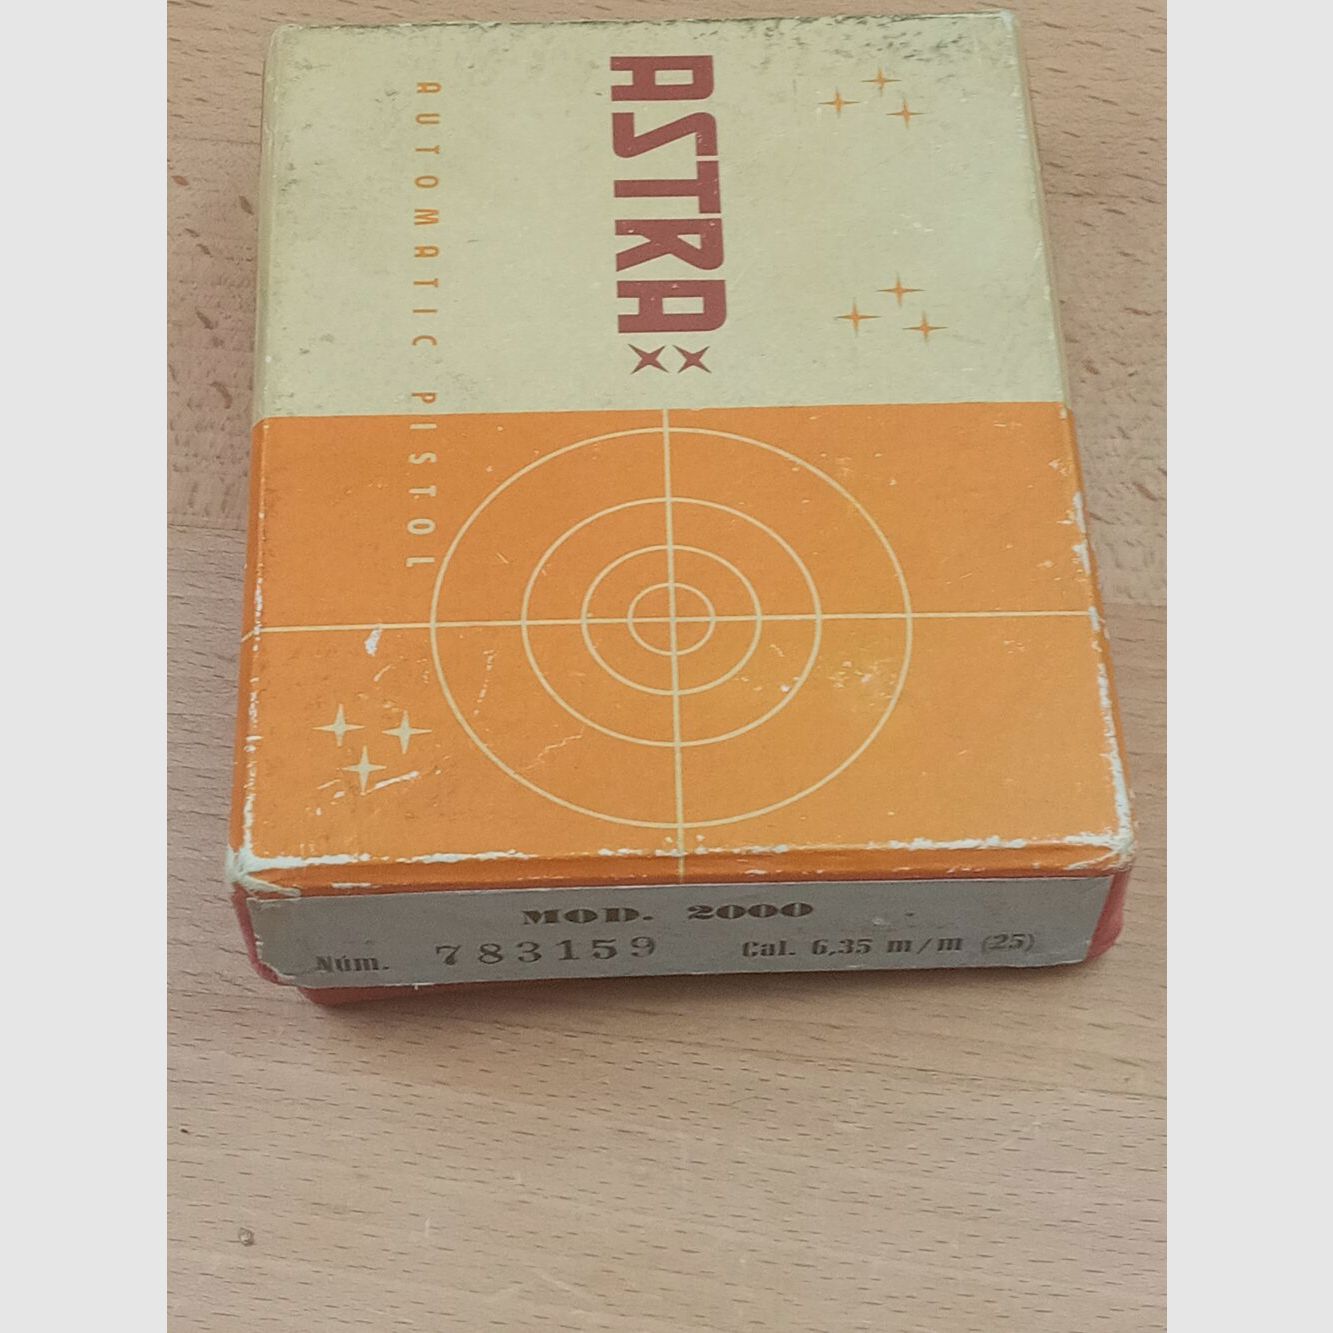 ASTRA
AUTOMATIC PISTOL
MOD. 2000
Núm. 783159 Cal. 6,35 m/m (25)